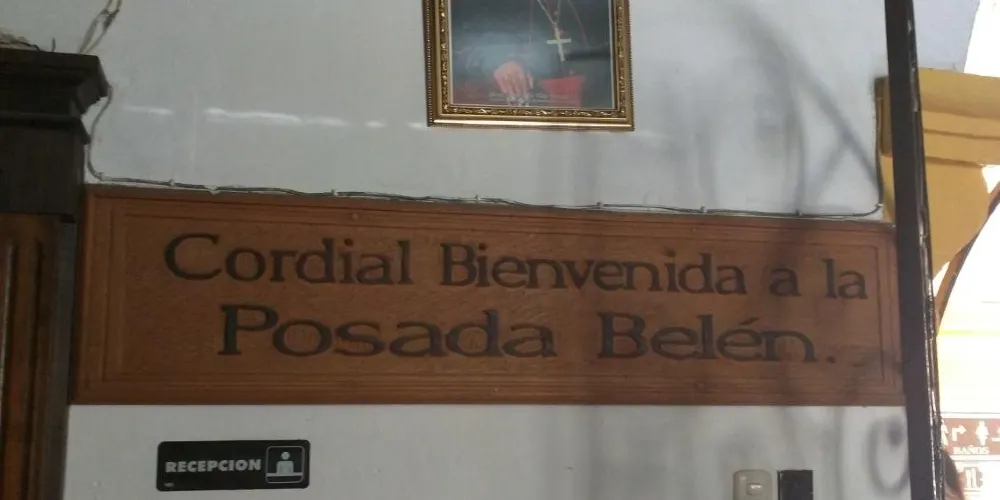 Cordial Bienvenida a la
Posada Belén.
RECEPCION
BAÑOS